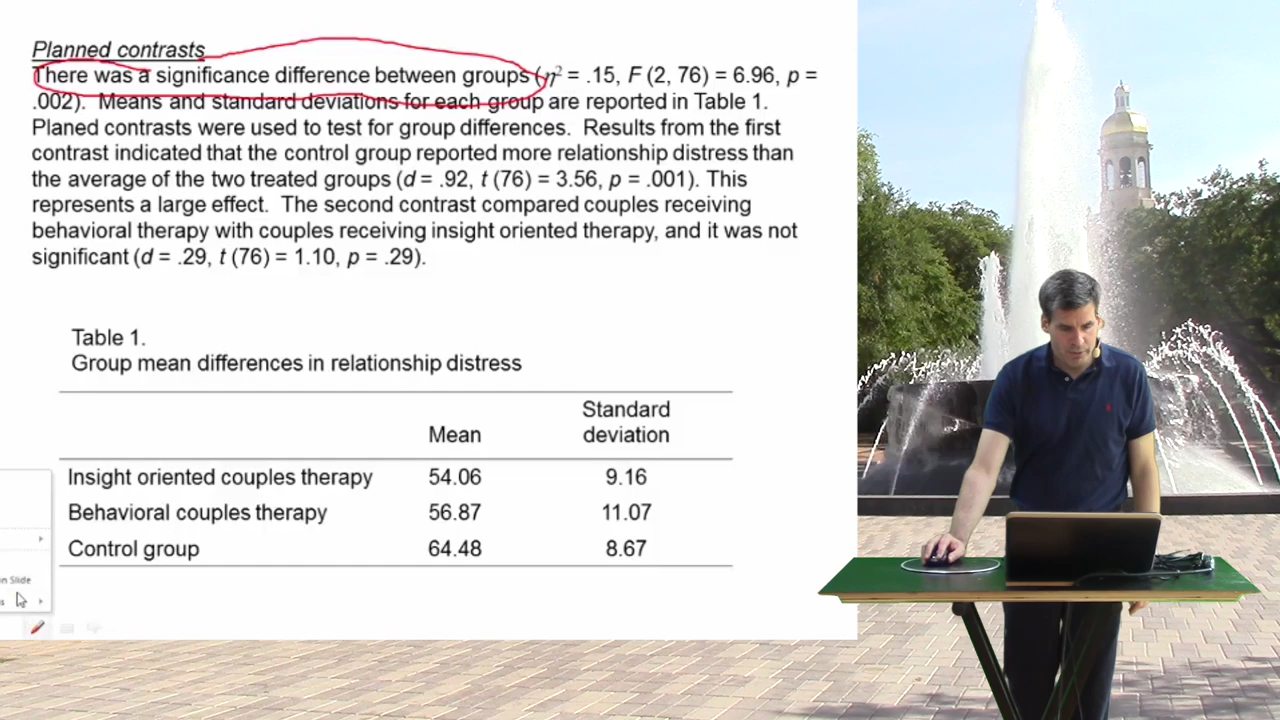 Planned contrasts
There was a significance difference between groups (η² = .15, F (2, 76) = 6.96, p =
.002). Means and standard deviations for each group are reported in Table 1.
Planed contrasts were used to test for group differences. Results from the first
contrast indicated that the control group reported more relationship distress than
the average of the two treated groups (d = .92, t (76) = 3.56, p = .001). This
represents a large effect. The second contrast compared couples receiving
behavioral therapy with couples receiving insight oriented therapy, and it was not
significant (d = .29, t (76) = 1.10, p = .29).
Table 1.
Group mean differences in relationship distress
Standard
Mean deviation
Insight oriented couples therapy 54.06 9.16
Behavioral couples therapy 56.87 11.07
Control group 64.48 8.67
n Slide